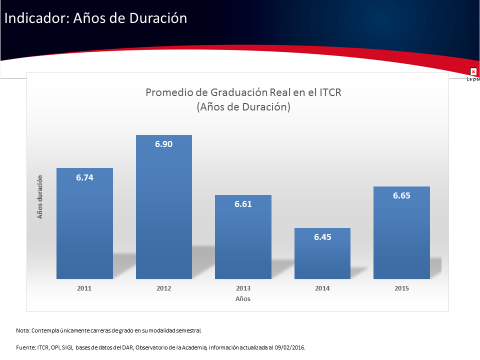 Indicador: Años de Duración
Promedio de Graduación Real en el ITCR
(Años de Duración)
6.74
6.90
6.61
6.45
6.65
Años duración
2011
2012
2013
2014
2015
Años
Nota: Contempla únicamente carreras de grado en su modalidad semestral.
Fuente: ITCR, OPI, SIGI, bases de datos del DAR, Observatorio de la Academia, información actualizada al 09/02/2016.